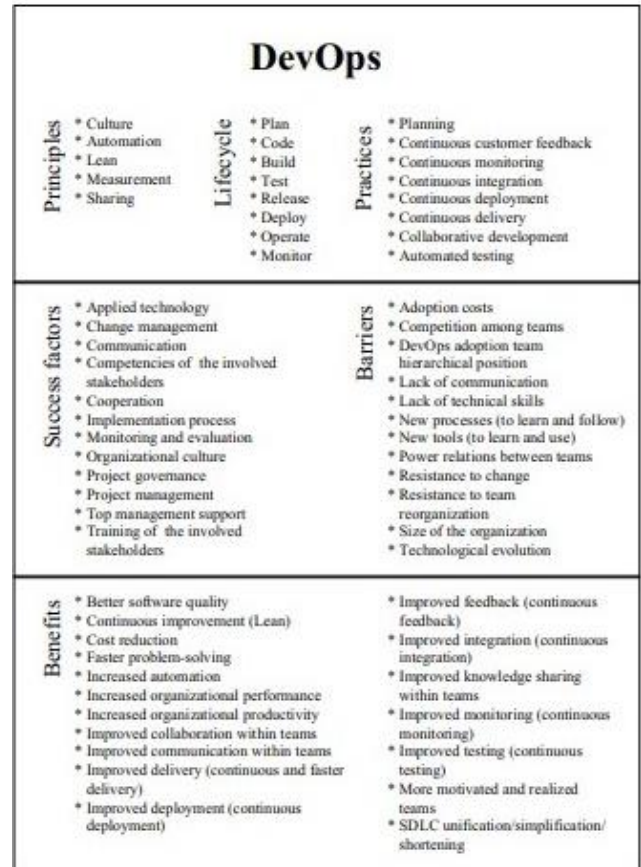 DevOps
Principles
* Culture
* Automation
* Lean
* Measurement
* Sharing
Lifecycle
* Plan
* Code
* Build
* Test
* Release
* Deploy
* Operate
* Monitor
Practices
* Planning
* Continuous customer feedback
* Continuous monitoring
* Continuous integration
* Continuous deployment
* Continuous delivery
* Collaborative development
* Automated testing
Success factors
* Applied technology
* Change management
* Communication
* Competencies of the involved
stakeholders
* Cooperation
* Implementation process
* Monitoring and evaluation
* Organizational culture
* Project governance
* Project management
* Top management support
* Training of the involved
stakeholders
Barriers
* Adoption costs
* Competition among teams
* DevOps adoption team
hierarchical position
* Lack of communication
* Lack of technical skills
* New processes (to learn and follow)
* New tools (to learn and use)
* Power relations between teams
* Resistance to change
* Resistance to team
reorganization
* Size of the organization
* Technological evolution
Benefits
* Better software quality
* Continuous improvement (Lean)
* Cost reduction
* Faster problem-solving
* Increased automation
* Increased organizational performance
* Increased organizational productivity
* Improved collaboration within teams
* Improved communication within teams
* Improved delivery (continuous and faster
delivery)
* Improved deployment (continuous
deployment)
* Improved feedback (continuous
feedback)
* Improved integration (continuous
integration)
* Improved knowledge sharing
within teams
* Improved monitoring (continuous
monitoring)
* Improved testing (continuous
testing)
* More motivated and realized
teams
* SDLC unification/simplification/
shortening